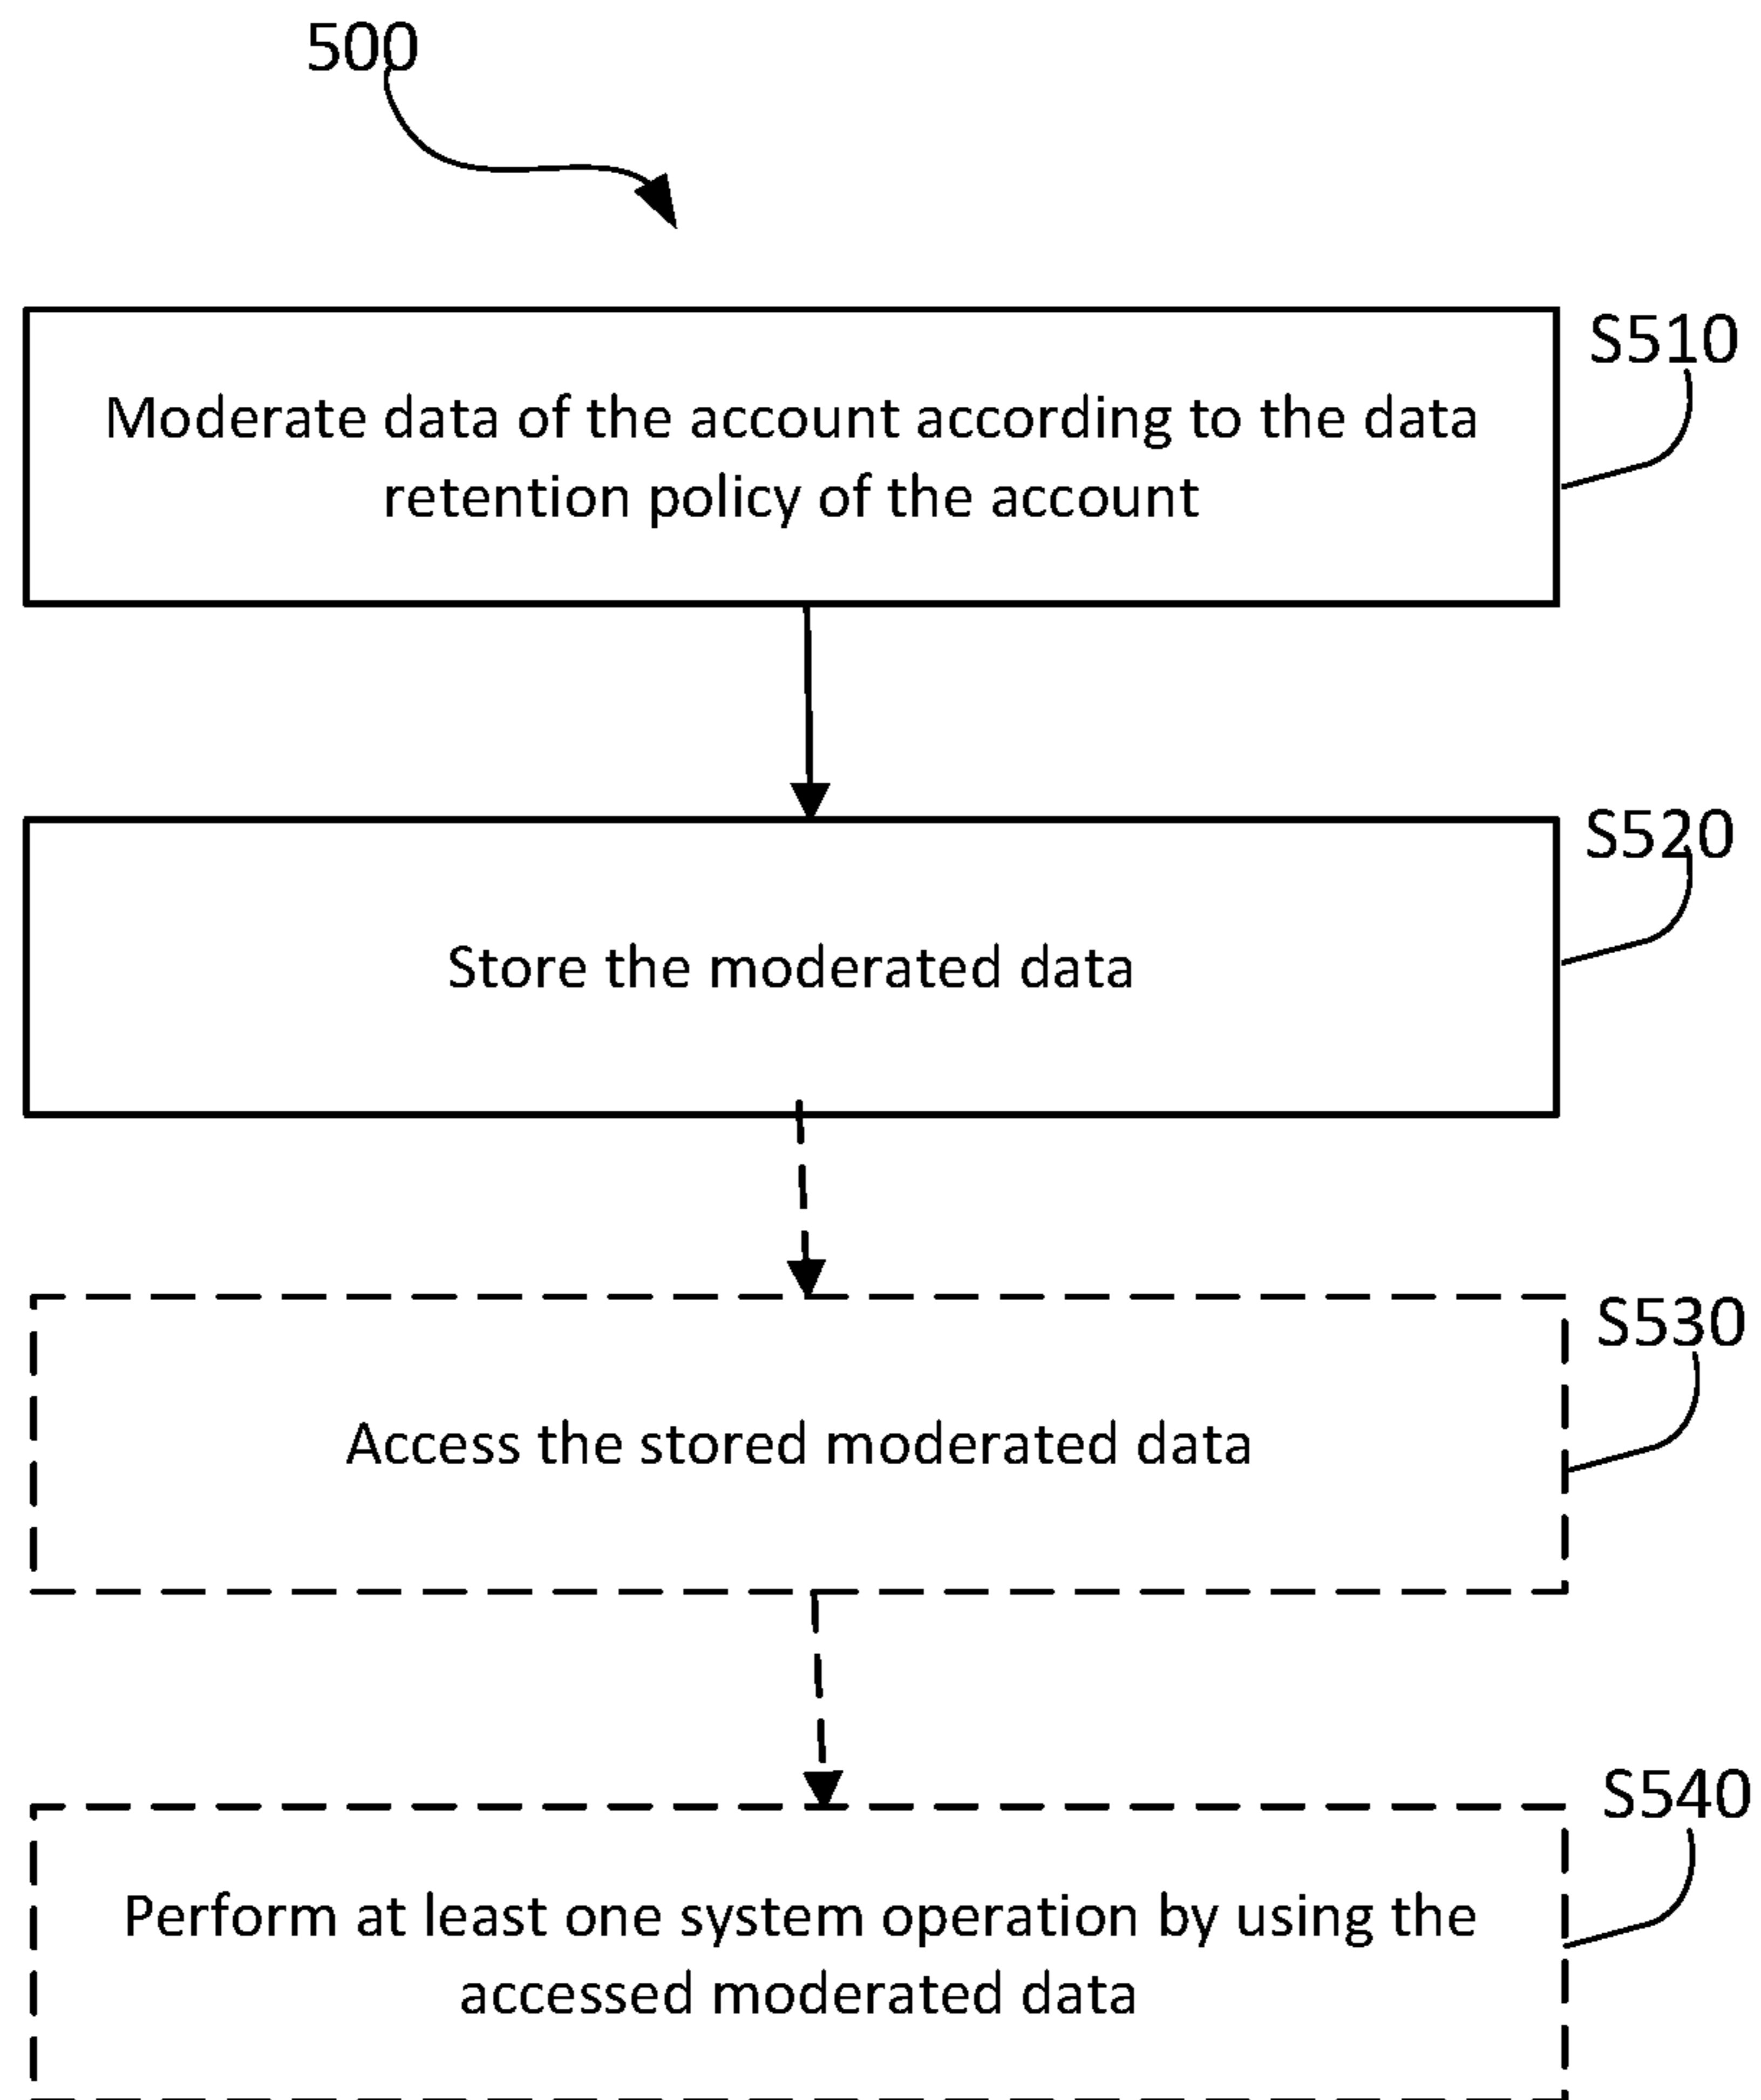 500
S510
Moderate data of the account according to the data
retention policy of the account
S520
Store the moderated data
S530
Access the stored moderated data
S540
Perform at least one system operation by using the
accessed moderated data